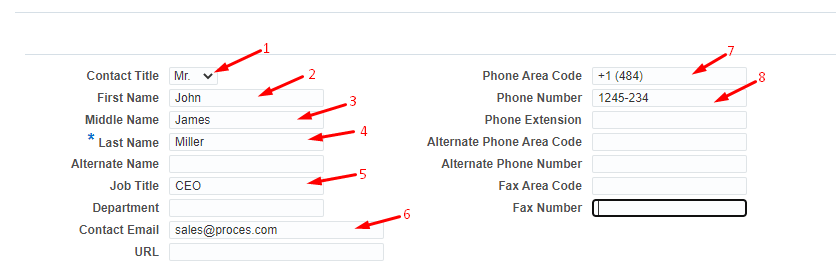 1
Contact Title Mr.
2
First Name John
3
Middle Name James
4
* Last Name Miller
Alternate Name
5
Job Title CEO
Department
6
Contact Email sales@proces.com
URL
7
Phone Area Code +1 (484)
8
Phone Number 1245-234
Phone Extension
Alternate Phone Area Code
Alternate Phone Number
Fax Area Code
Fax Number